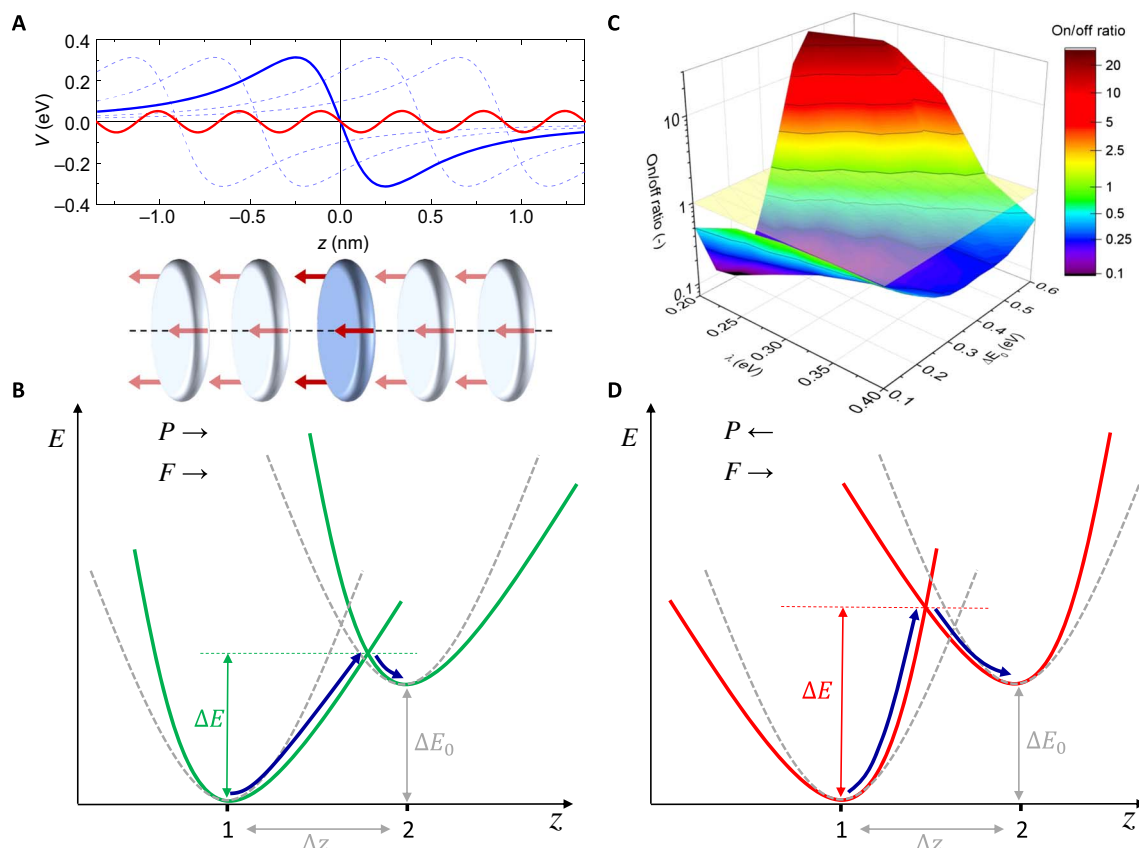 A
V (eV)
0.4
0.2
0.0
−0.2
−0.4
−1.0
−0.5
0.0
0.5
1.0
z (nm)
C
On/off ratio
20
10
5
2
1
0.5
0.25
0.1
On/off ratio (-)
10
1
0.1
0.20
0.25
0.30
0.35
0.40
λ (eV)
0.1
0.2
0.3
0.4
0.5
0.6
ΔE₀ (eV)
B
E
P →
F →
ΔE
ΔE₀
1
2
z
Δz
D
E
P ←
F →
ΔE
ΔE₀
1
2
z
Δz